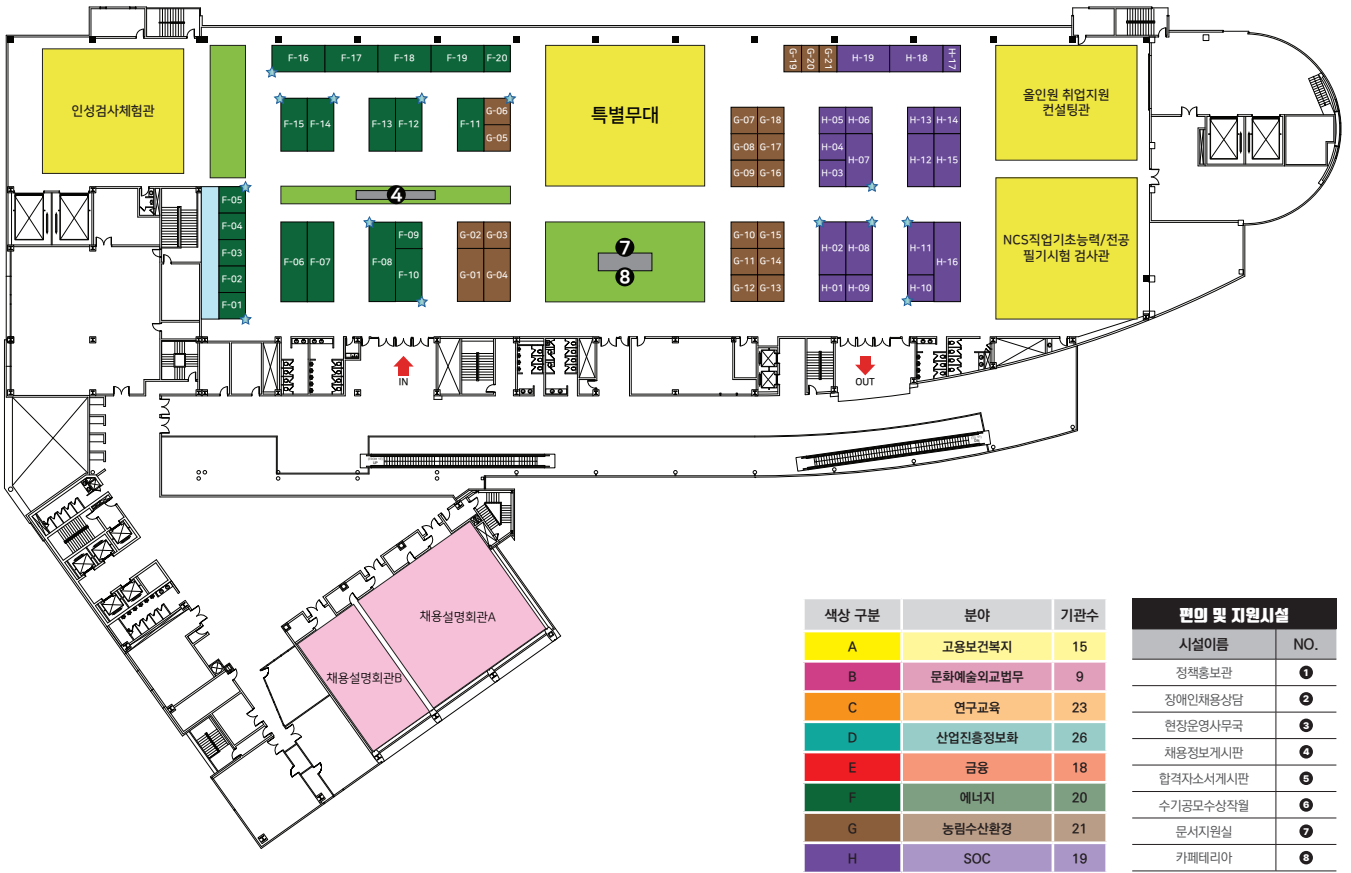 F-16 F-17 F-18 F-19 F-20
G-19 G-20 G-21 H-19 H-18 H-17
인성검사체험관
특별무대
올인원 취업지원
컨설팅관
F-15 F-14 F-13 F-12 F-11 G-06
G-05
G-07 G-18 H-05 H-06 H-13 H-14
G-08 G-17 H-04 H-07 H-12 H-15
G-09 G-16 H-03
F-05
F-04
F-03
F-02
F-01
4
F-06 F-07 F-08 F-09
F-10
G-02 G-03
G-01 G-04
7
8
G-10 G-15
G-11 G-14
G-12 G-13
H-02 H-08
H-01 H-09
H-11 H-16
H-10
NCS직업기초능력/전공
필기시험 검사관
IN
OUT
채용설명회관A
채용설명회관B
색상 구분 분야 기관수
A 고용보건복지 15
B 문화예술외교법무 9
C 연구교육 23
D 산업진흥정보화 26
E 금융 18
F 에너지 20
G 농림수산환경 21
H SOC 19
편의 및 지원시설
시설이름 NO.
정책홍보관 1
장애인채용상담 2
현장운영사무국 3
채용정보게시판 4
합격자소서게시판 5
수기공모수상작월 6
문서지원실 7
카페테리아 8